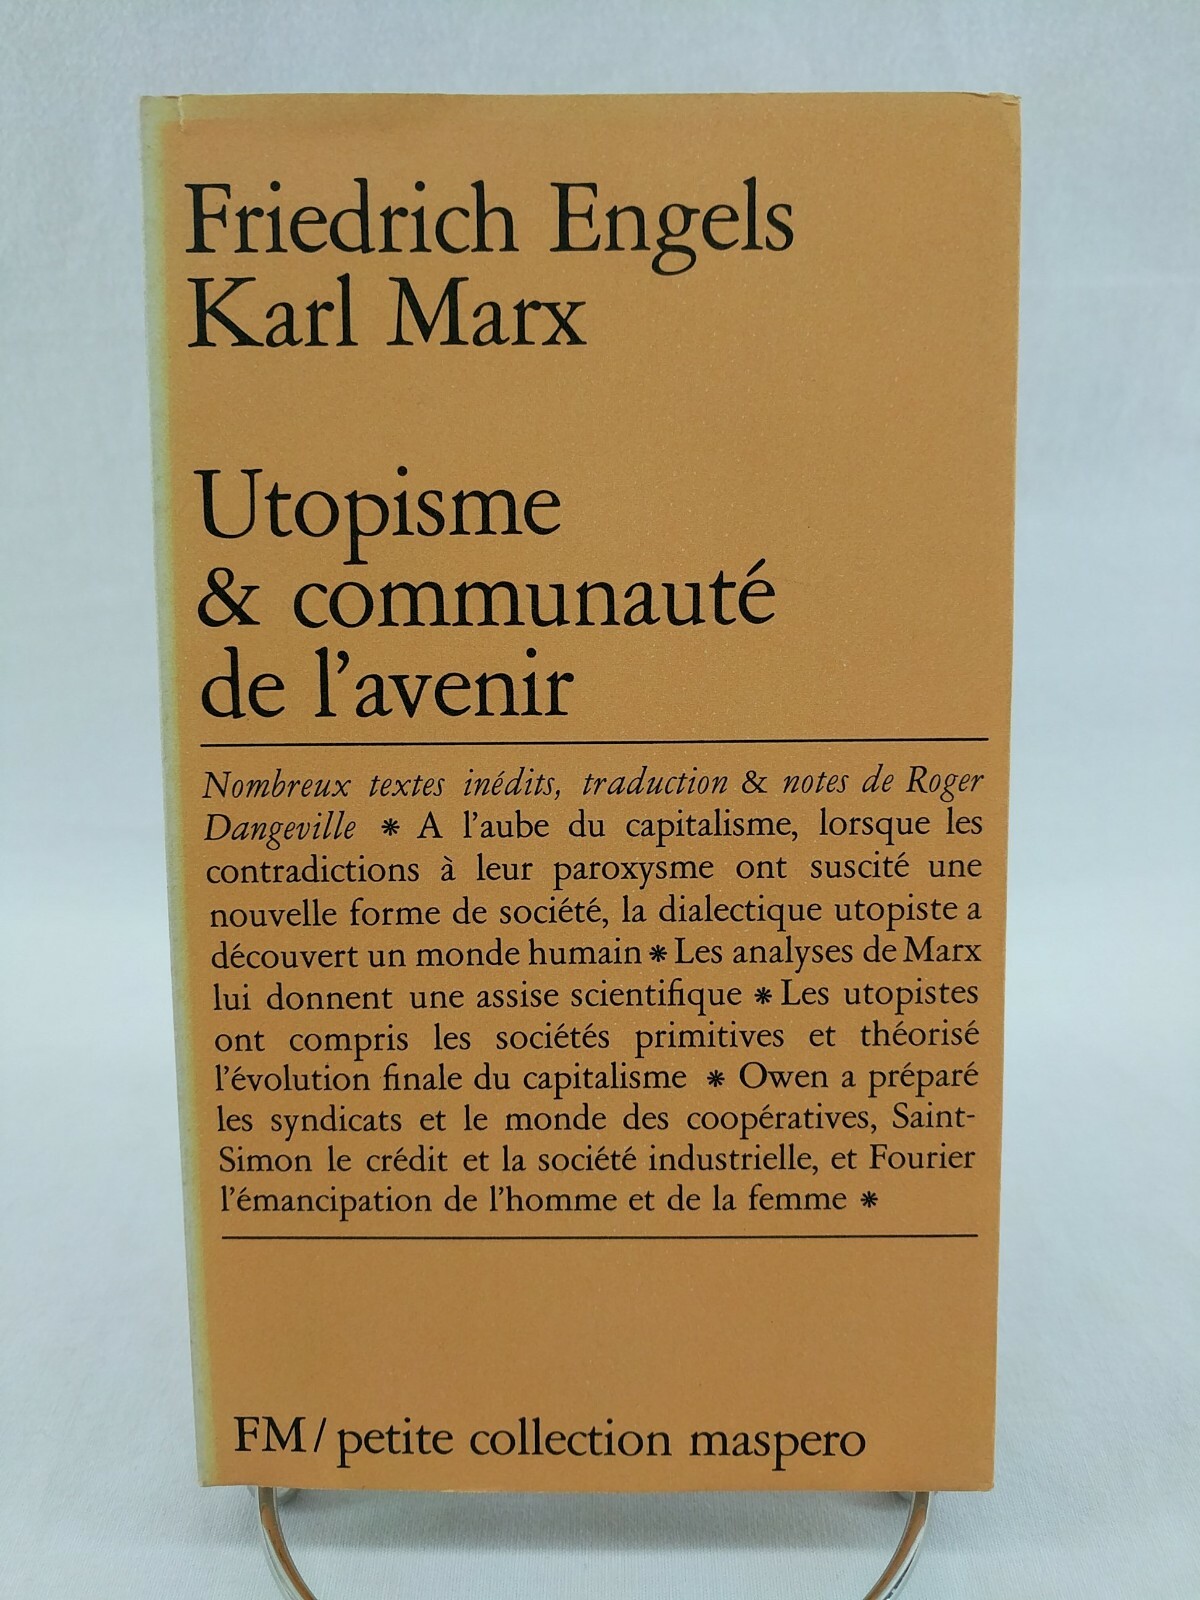 Friedrich Engels
Karl Marx
Utopisme
& communauté
de l'avenir
Nombreux textes inédits, traduction & notes de Roger
Dangeville * A l'aube du capitalisme, lorsque les
contradictions à leur paroxysme ont suscité une
nouvelle forme de société, la dialectique utopiste a
découvert un monde humain * Les analyses de Marx
lui donnent une assise scientifique * Les utopistes
ont compris les sociétés primitives et théorisé
l'évolution finale du capitalisme * Owen a préparé
les syndicats et le monde des coopératives, Saint-
Simon le crédit et la société industrielle, et Fourier
l'émancipation de l'homme et de la femme *
FM/petite collection maspero